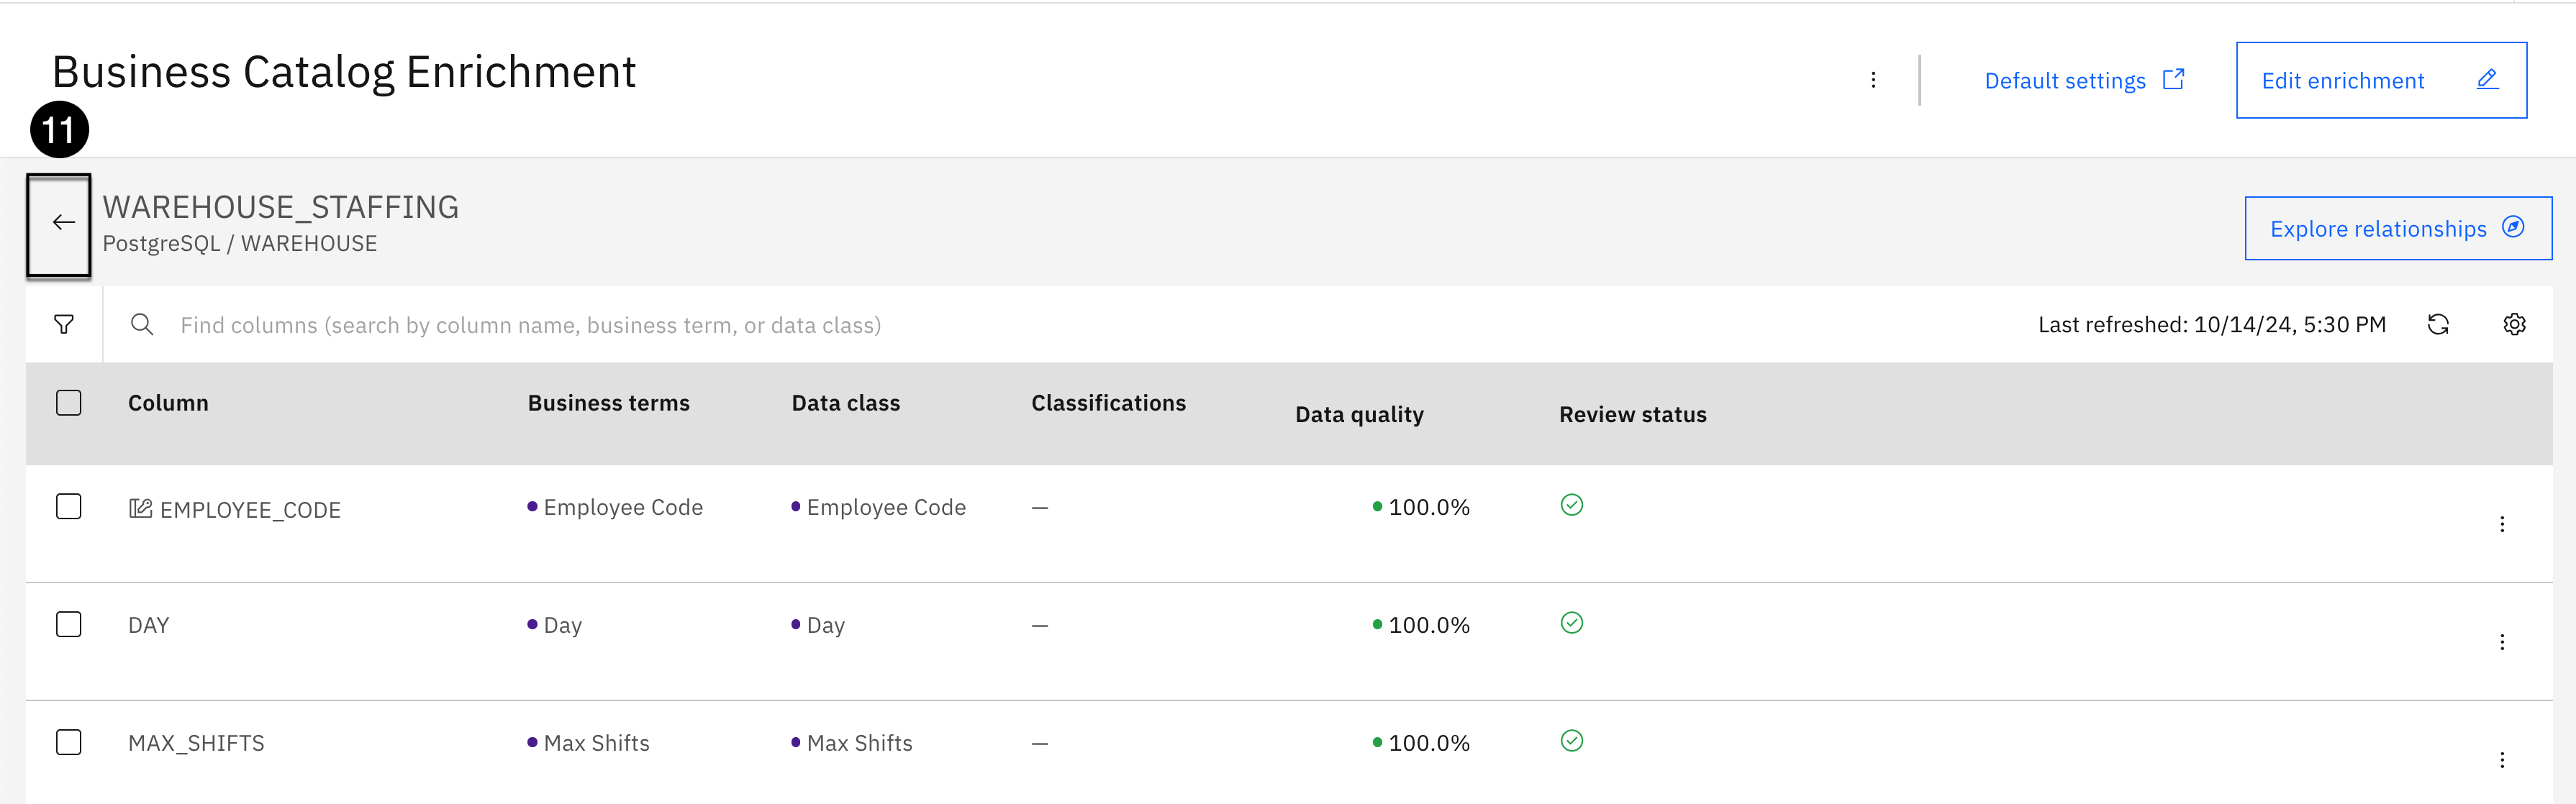 Business Catalog Enrichment
Default settings
Edit enrichment
11
WAREHOUSE_STAFFING
PostgreSQL / WAREHOUSE
Explore relationships
Find columns (search by column name, business term, or data class)
Last refreshed: 10/14/24, 5:30 PM
Column Business terms Data class Classifications Data quality Review status
EMPLOYEE_CODE Employee Code Employee Code — 100.0%
DAY Day Day — 100.0%
MAX_SHIFTS Max Shifts Max Shifts — 100.0%